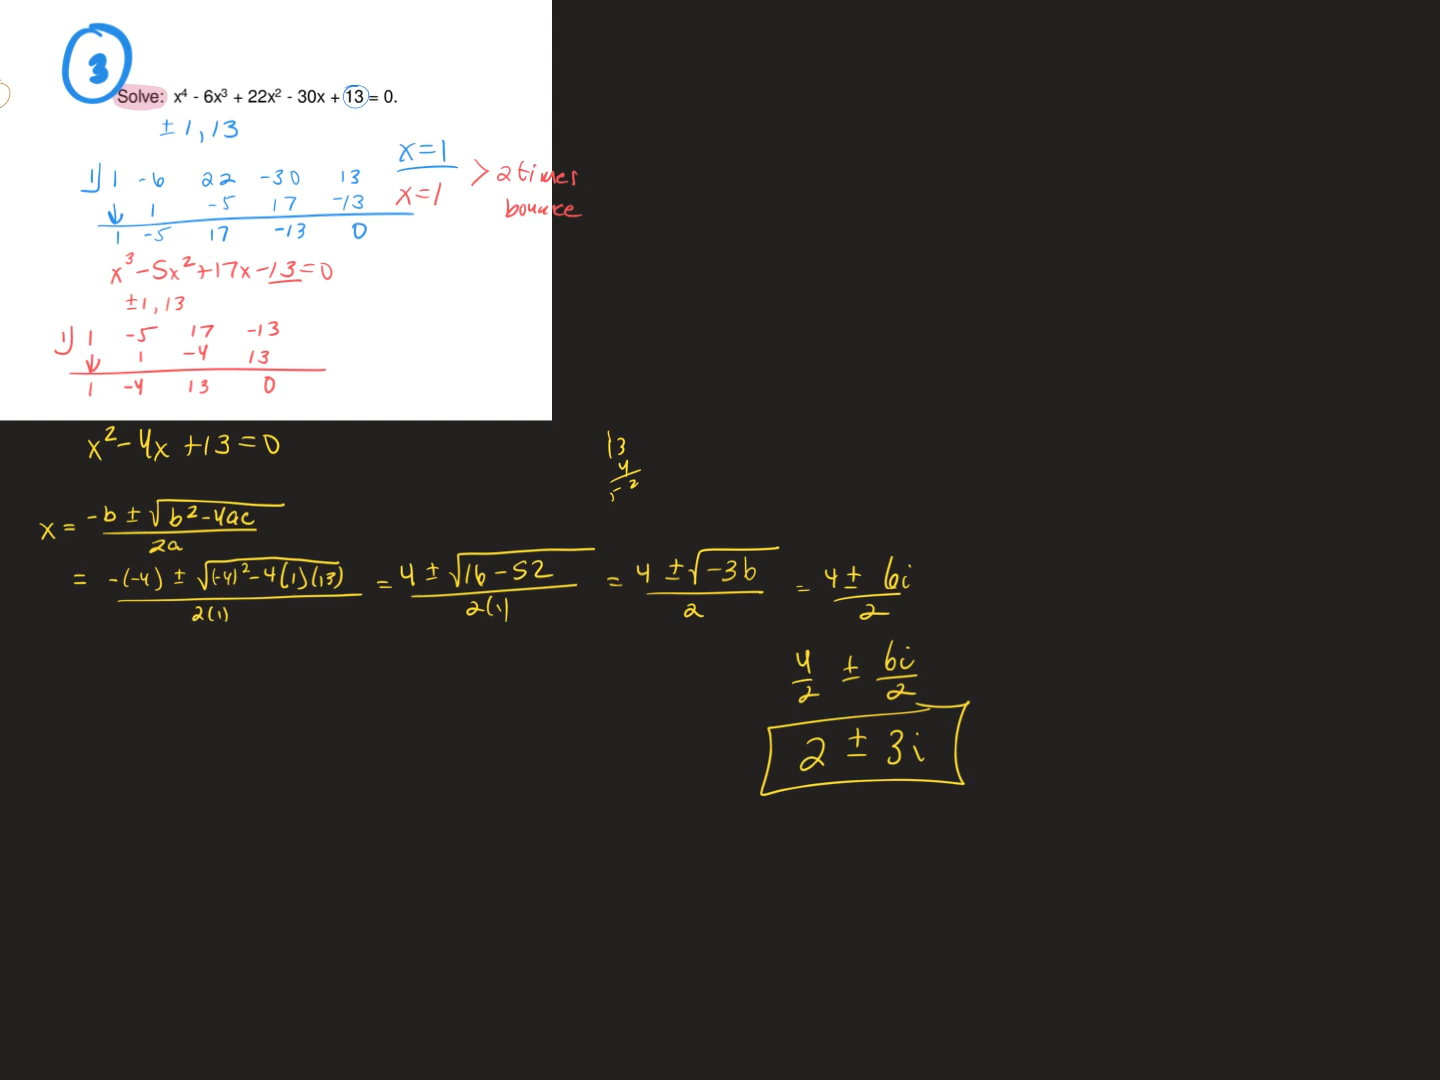 3
Solve: x⁴ - 6x³ + 22x² - 30x + 13 = 0.
± 1, 13
1) 1 -6 22 -30 13
↓ 1 -5 17 -13
1 -5 17 -13 0
x=1
x=1
> 2 times
bounce
x³ - 5x² + 17x - 13 = 0
± 1, 13
1) 1 -5 17 -13
↓ 1 -4 13
1 -4 13 0
x² - 4x + 13 = 0
13
4
52
x = (-b ± √(b² - 4ac)) / 2a
= (-(-4) ± √((-4)² - 4(1)(13))) / 2(1) = (4 ± √(16 - 52)) / 2(1) = (4 ± √(-36)) / 2 = (4 ± 6i) / 2
4/2 ± 6i/2
2 ± 3i